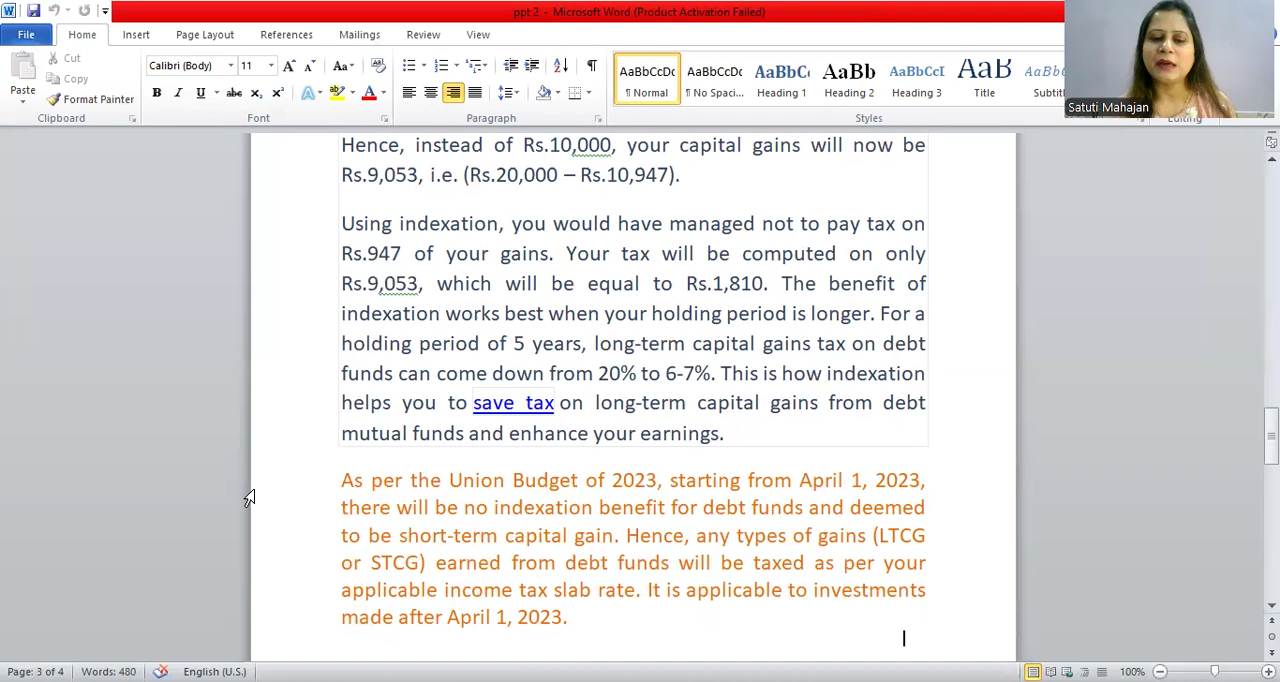 ppt 2 - Microsoft Word (Product Activation Failed)
File Home Insert Page Layout References Mailings Review View
Cut
Copy
Format Painter
Paste
Calibri (Body) 11
AaBbCcDc AaBbCcDc AaBbC AaBb AaBbCcI AaB
¶ Normal ¶ No Spaci... Heading 1 Heading 2 Heading 3 Title
Satuti Mahajan
Clipboard Font Paragraph Styles Editing
Hence, instead of Rs.10,000, your capital gains will now be
Rs.9,053, i.e. (Rs.20,000 – Rs.10,947).
Using indexation, you would have managed not to pay tax on
Rs.947 of your gains. Your tax will be computed on only
Rs.9,053, which will be equal to Rs.1,810. The benefit of
indexation works best when your holding period is longer. For a
holding period of 5 years, long-term capital gains tax on debt
funds can come down from 20% to 6-7%. This is how indexation
helps you to save tax on long-term capital gains from debt
mutual funds and enhance your earnings.
As per the Union Budget of 2023, starting from April 1, 2023,
there will be no indexation benefit for debt funds and deemed
to be short-term capital gain. Hence, any types of gains (LTCG
or STCG) earned from debt funds will be taxed as per your
applicable income tax slab rate. It is applicable to investments
made after April 1, 2023.
Page: 3 of 4 Words: 480 English (U.S.) 100%